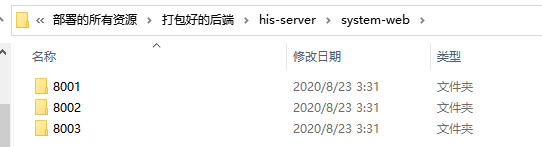 « 部署的所有资源 › 打包好的后端 › his-server › system-web ›
名称 修改日期 类型
8001 2020/8/23 3:31 文件夹
8002 2020/8/23 3:31 文件夹
8003 2020/8/23 3:31 文件夹